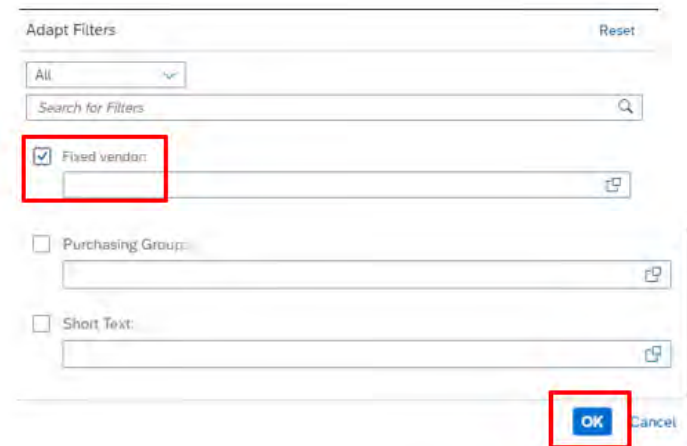 Adapt Filters Reset
All
Search for Filters
Fixed vendor:
Purchasing Group:
Short Text:
OK Cancel